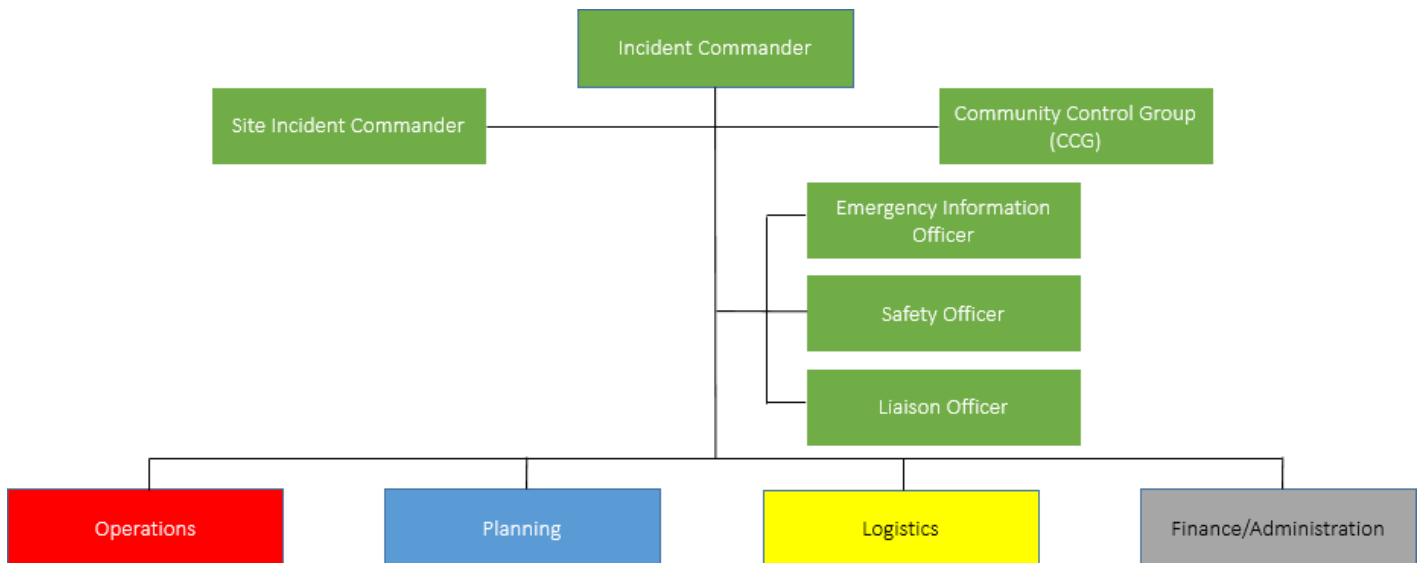 Incident Commander
Site Incident Commander
Community Control Group
(CCG)
Emergency Information
Officer
Safety Officer
Liaison Officer
Operations
Planning
Logistics
Finance/Administration